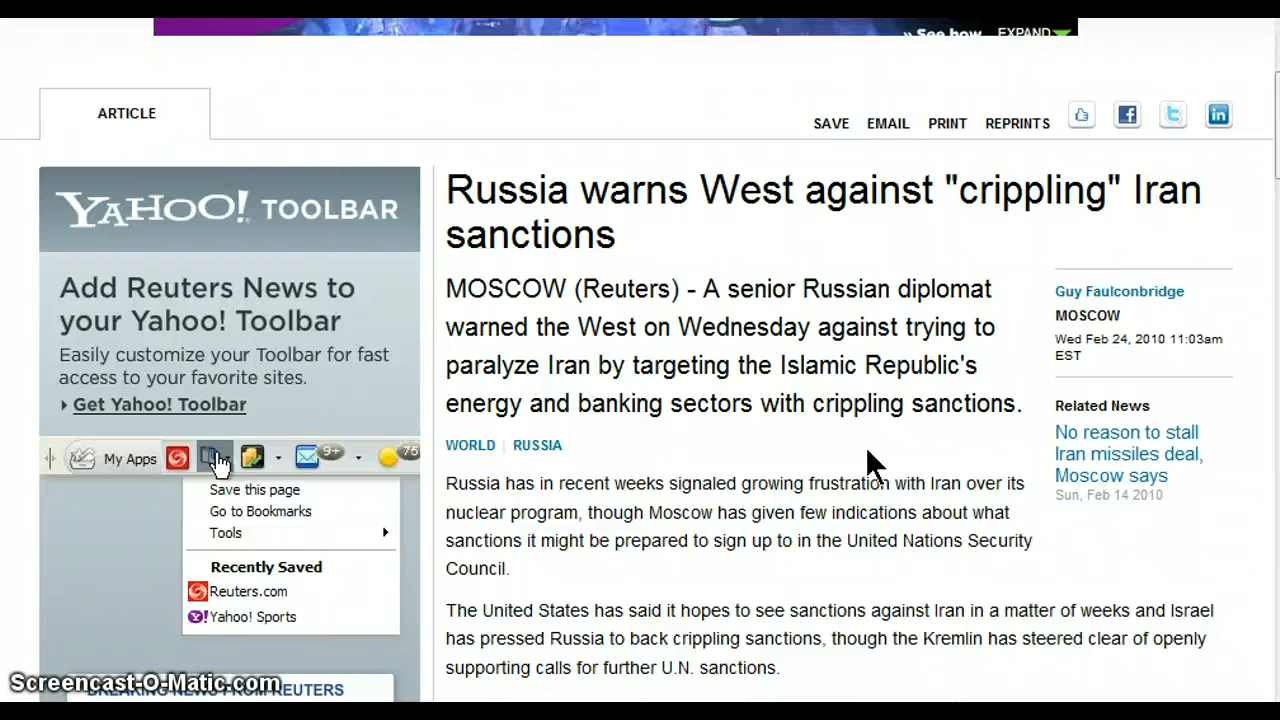 » See how EXPAND
ARTICLE
SAVE EMAIL PRINT REPRINTS
YAHOO! TOOLBAR
Add Reuters News to
your Yahoo! Toolbar
Easily customize your Toolbar for fast
access to your favorite sites.
Get Yahoo! Toolbar
My Apps 9+ 75
Save this page
Go to Bookmarks
Tools
Recently Saved
Reuters.com
Y! Yahoo! Sports
BREAKING NEWS FROM REUTERS
Russia warns West against "crippling" Iran
sanctions
MOSCOW (Reuters) - A senior Russian diplomat
warned the West on Wednesday against trying to
paralyze Iran by targeting the Islamic Republic's
energy and banking sectors with crippling sanctions.
WORLD | RUSSIA
Russia has in recent weeks signaled growing frustration with Iran over its
nuclear program, though Moscow has given few indications about what
sanctions it might be prepared to sign up to in the United Nations Security
Council.
The United States has said it hopes to see sanctions against Iran in a matter of weeks and Israel
has pressed Russia to back crippling sanctions, though the Kremlin has steered clear of openly
supporting calls for further U.N. sanctions.
Guy Faulconbridge
MOSCOW
Wed Feb 24, 2010 11:03am
EST
Related News
No reason to stall
Iran missiles deal,
Moscow says
Sun, Feb 14 2010
Screencast-O-Matic.com